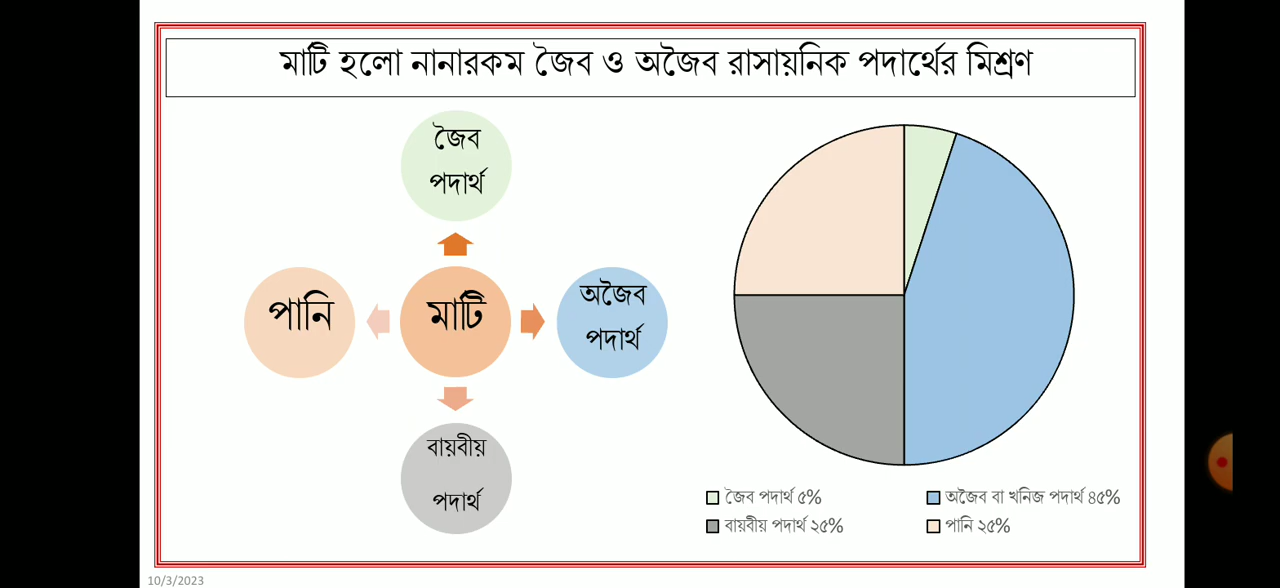 মাটি হলো নানারকম জৈব ও অজৈব রাসায়নিক পদার্থের মিশ্রণ
জৈব
পদার্থ
পানি
মাটি
অজৈব
পদার্থ
বায়বীয়
পদার্থ
জৈব পদার্থ ৫%
অজৈব বা খনিজ পদার্থ ৪৫%
বায়বীয় পদার্থ ২৫%
পানি ২৫%
10/3/2023